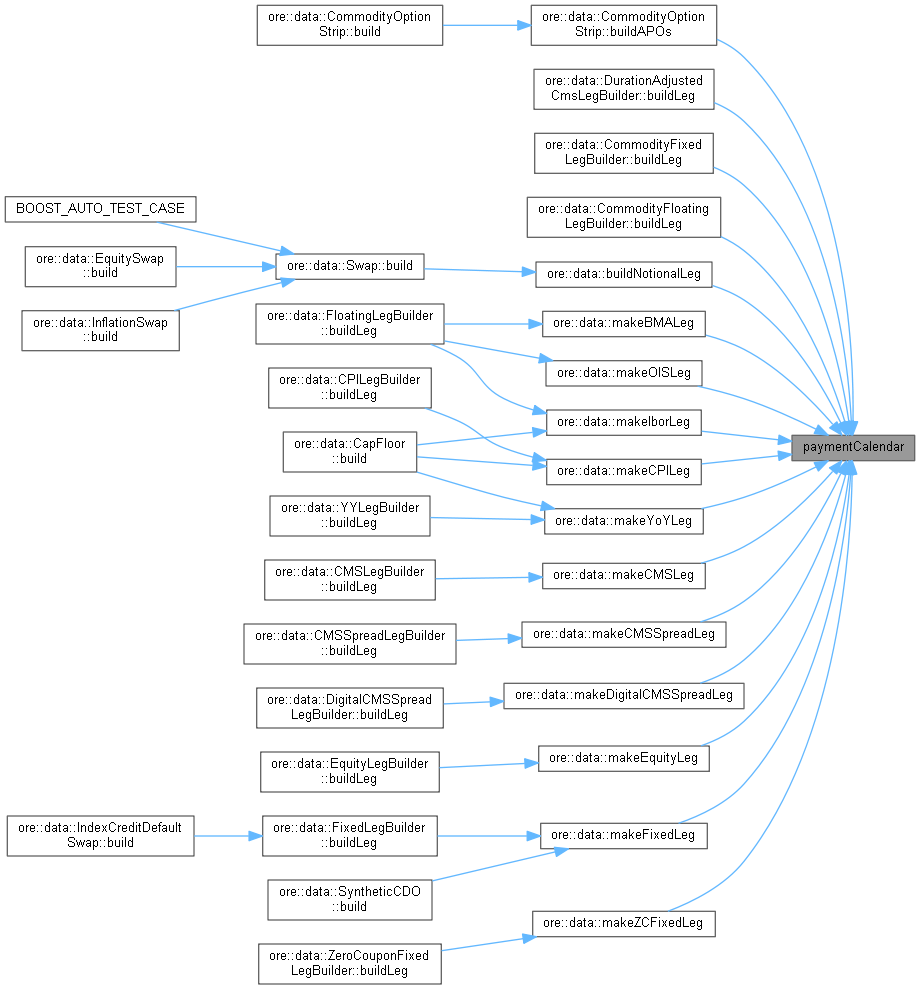 ore::data::CommodityOption
Strip::build
ore::data::CommodityOption
Strip::buildAPOs
ore::data::DurationAdjusted
CmsLegBuilder::buildLeg
ore::data::CommodityFixed
LegBuilder::buildLeg
ore::data::CommodityFloating
LegBuilder::buildLeg
BOOST_AUTO_TEST_CASE
ore::data::EquitySwap
::build
ore::data::InflationSwap
::build
ore::data::Swap::build
ore::data::buildNotionalLeg
ore::data::FloatingLegBuilder
::buildLeg
ore::data::makeBMALeg
ore::data::makeOISLeg
ore::data::CPILegBuilder
::buildLeg
ore::data::makeIborLeg
ore::data::CapFloor
::build
ore::data::makeCPILeg
paymentCalendar
ore::data::YYLegBuilder
::buildLeg
ore::data::makeYoYLeg
ore::data::CMSLegBuilder
::buildLeg
ore::data::makeCMSLeg
ore::data::CMSSpreadLegBuilder
::buildLeg
ore::data::makeCMSSpreadLeg
ore::data::DigitalCMSSpread
LegBuilder::buildLeg
ore::data::makeDigitalCMSSpreadLeg
ore::data::EquityLegBuilder
::buildLeg
ore::data::makeEquityLeg
ore::data::IndexCreditDefault
Swap::build
ore::data::FixedLegBuilder
::buildLeg
ore::data::makeFixedLeg
ore::data::SyntheticCDO
::build
ore::data::makeZCFixedLeg
ore::data::ZeroCouponFixed
LegBuilder::buildLeg